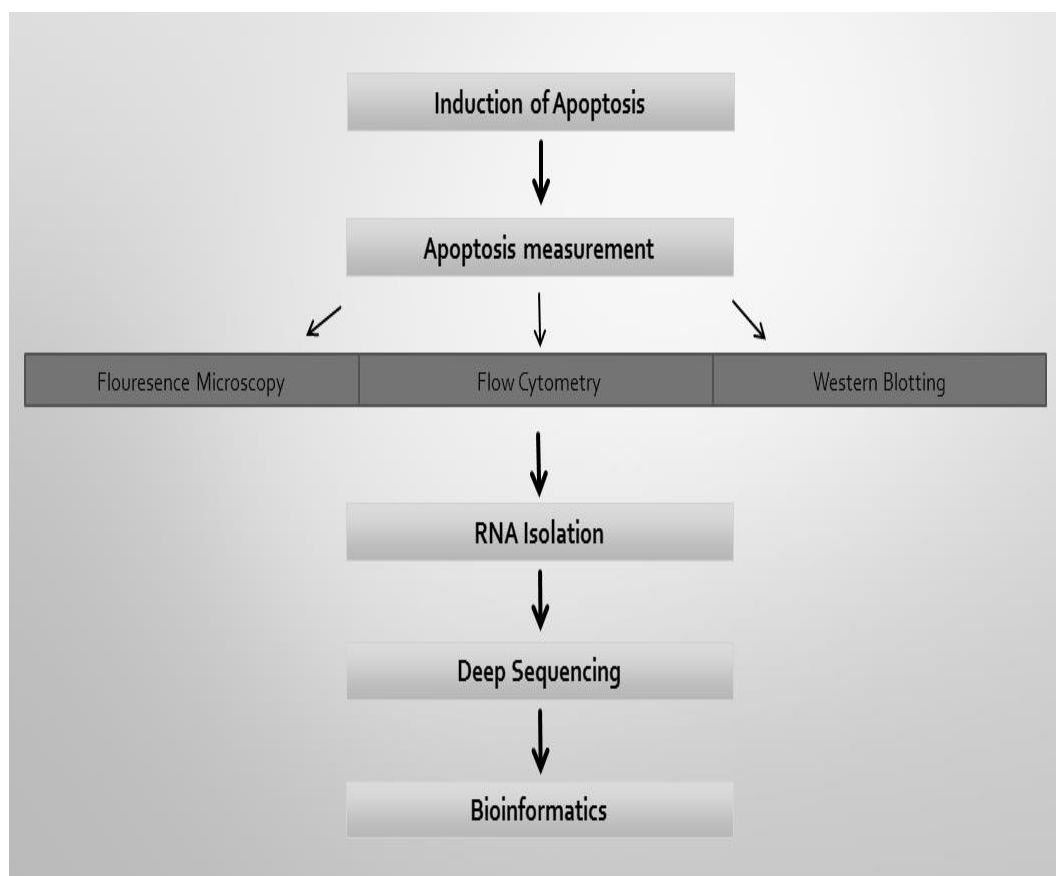 Induction of Apoptosis
Apoptosis measurement
Flouresence Microscopy
Flow Cytometry
Western Blotting
RNA Isolation
Deep Sequencing
Bioinformatics